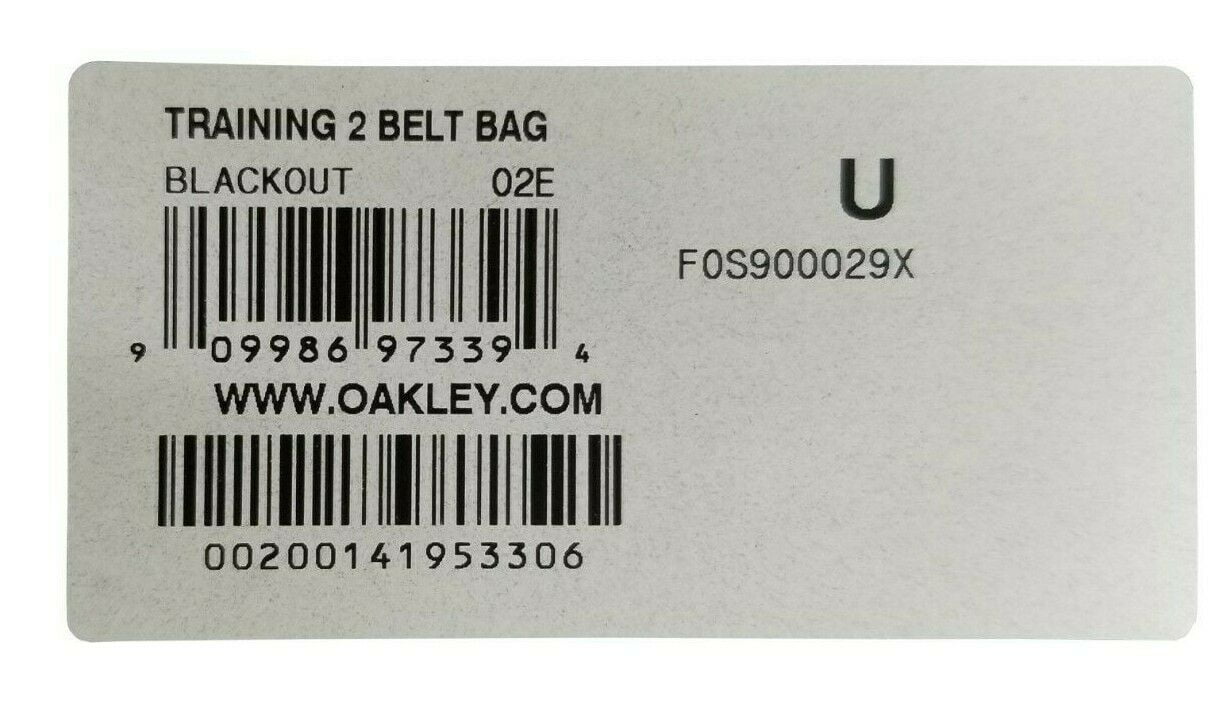 TRAINING 2 BELT BAG
BLACKOUT 02E
9 09986 97339 4
WWW.OAKLEY.COM
00200141953306
U
F0S900029X